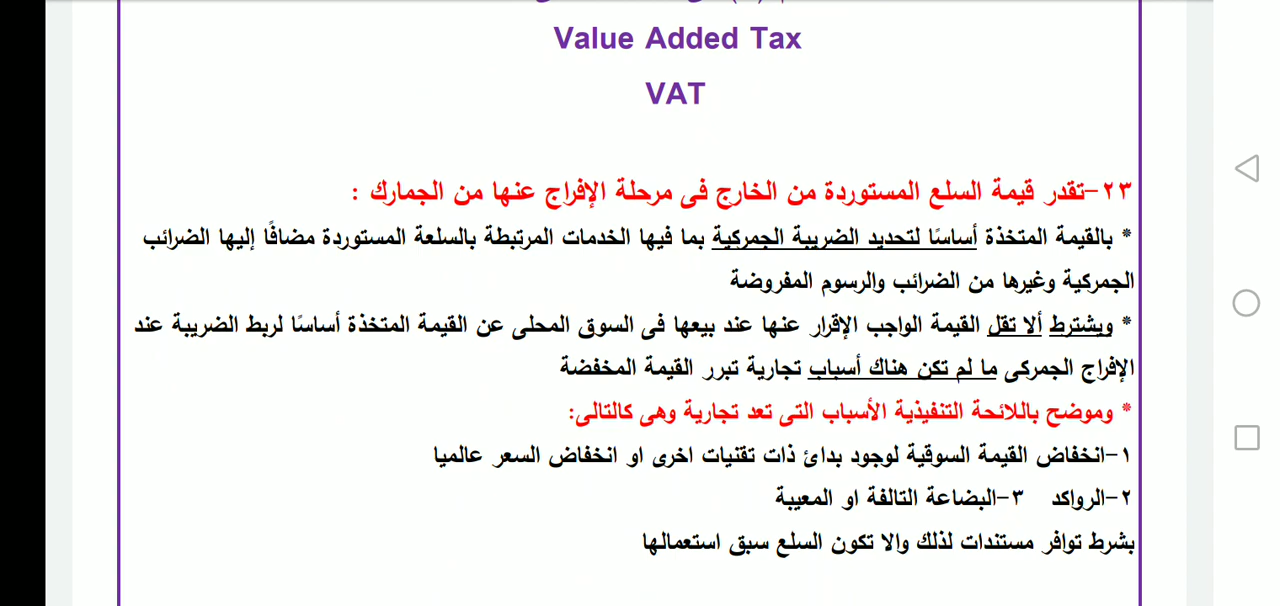 Value Added Tax
VAT
٢٣-تقدر قيمة السلع المستوردة من الخارج فى مرحلة الإفراج عنها من الجمارك :
* بالقيمة المتخذة أساسًا لتحديد الضريبة الجمركية بما فيها الخدمات المرتبطة بالسلعة المستوردة مضافًا إليها الضرائب
الجمركية وغيرها من الضرائب والرسوم المفروضة
* ويشترط ألا تقل القيمة الواجب الإقرار عنها عند بيعها فى السوق المحلى عن القيمة المتخذة أساسًا لربط الضريبة عند
الإفراج الجمركى ما لم تكن هناك أسباب تجارية تبرر القيمة المخفضة
* وموضح باللائحة التنفيذية الأسباب التى تعد تجارية وهى كالتالى:
١-انخفاض القيمة السوقية لوجود بدائ ذات تقنيات اخرى او انخفاض السعر عالميا
٢-الرواكد ٣-البضاعة التالفة او المعيبة
بشرط توافر مستندات لذلك والا تكون السلع سبق استعمالها